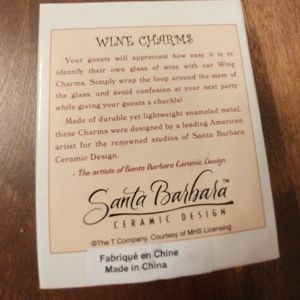 WINE CHARMS
Your guests will appreciate how easy it is to
identify their own glass of wine with our Wine
Charms. Simply wrap the loop around the stem of
the glass, and avoid confusion at your next party
while giving your guests a chuckle!
Made of durable yet lightweight enameled metal,
these Charms were designed by a leading American
artist for the renowned studios of Santa Barbara
Ceramic Design.
- The artists of Santa Barbara Ceramic Design
Santa Barbara™
CERAMIC DESIGN
©The T Company. Courtesy of MHS Licensing
Fabriqué en Chine
Made in China